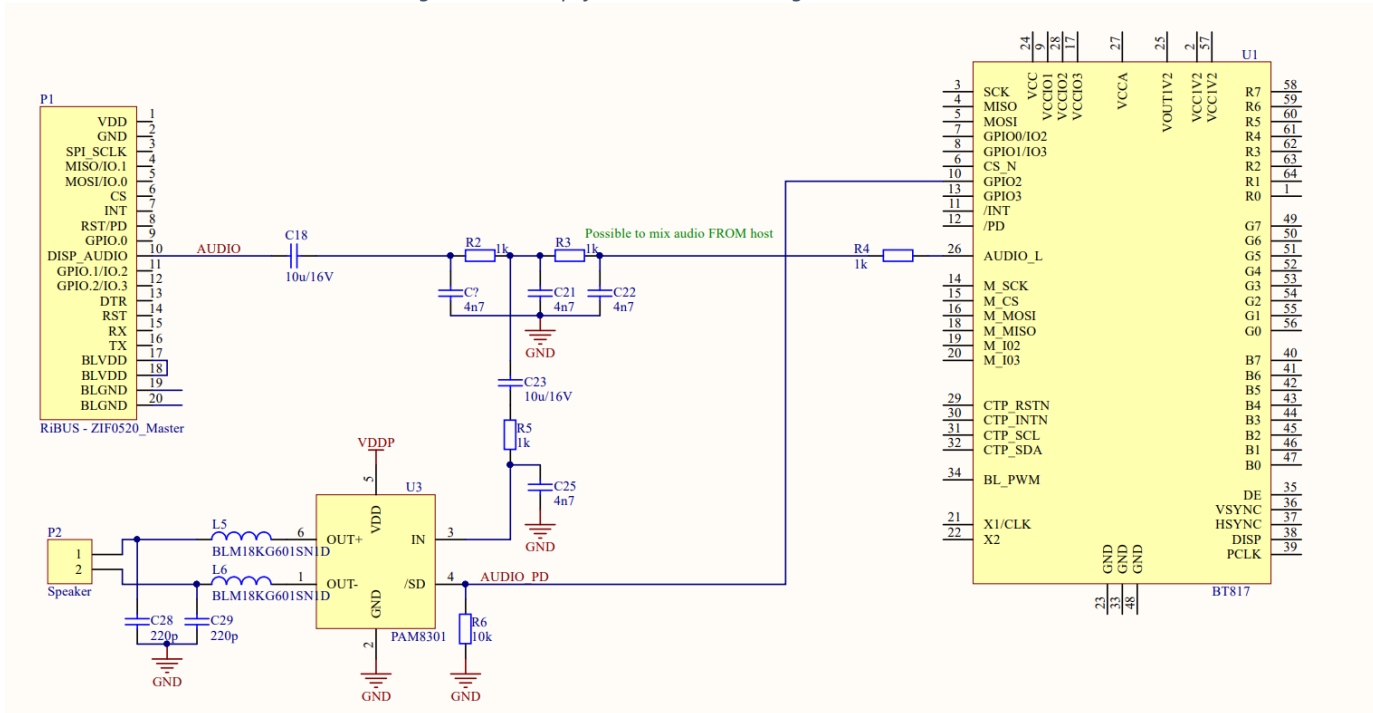 P1
VDD 1
GND 2
SPI_SCLK 3
MISO/IO.1 4
MOSI/IO.0 5
CS 6
INT 7
RST/PD 8
GPIO.0 9
DISP_AUDIO 10
GPIO.1/IO.2 11
GPIO.2/IO.3 12
DTR 13
RST 14
RX 15
TX 16
BLVDD 17
BLVDD 18
BLGND 19
BLGND 20
RiBUS - ZIF0520_Master
AUDIO
C18
10u/16V
R2
1k
R3
1k
Possible to mix audio FROM host
R4
1k
C?
4n7
C21
4n7
C22
4n7
GND
C23
10u/16V
R5
1k
C25
4n7
GND
VDDP
U3
5
VDD
6 OUT+
1 OUT-
IN 3
/SD 4
GND
2
PAM8301
GND
AUDIO_PD
R6
10k
GND
P2
1
2
Speaker
L5
BLM18KG601SN1D
L6
BLM18KG601SN1D
C28
220p
C29
220p
GND
U1
24 VCC
9 VCCIO1
28 VCCIO2
17 VCCIO3
27 VCCA
25 VOUT1V2
2 VCC1V2
57 VCC1V2
3 SCK
4 MISO
5 MOSI
7 GPIO0/IO2
8 GPIO1/IO3
6 CS_N
10 GPIO2
13 GPIO3
11 /INT
12 /PD
26 AUDIO_L
14 M_SCK
15 M_CS
16 M_MOSI
18 M_MISO
19 M_I02
20 M_I03
29 CTP_RSTN
30 CTP_INTN
31 CTP_SCL
32 CTP_SDA
34 BL_PWM
21 X1/CLK
22 X2
R7 58
R6 59
R5 60
R4 61
R3 62
R2 63
R1 64
R0 1
G7 49
G6 50
G5 51
G4 52
G3 53
G2 54
G1 55
G0 56
B7 40
B6 41
B5 42
B4 43
B3 44
B2 45
B1 46
B0 47
DE 35
VSYNC 36
HSYNC 37
DISP 38
PCLK 39
GND 23
GND 33
GND 48
BT817